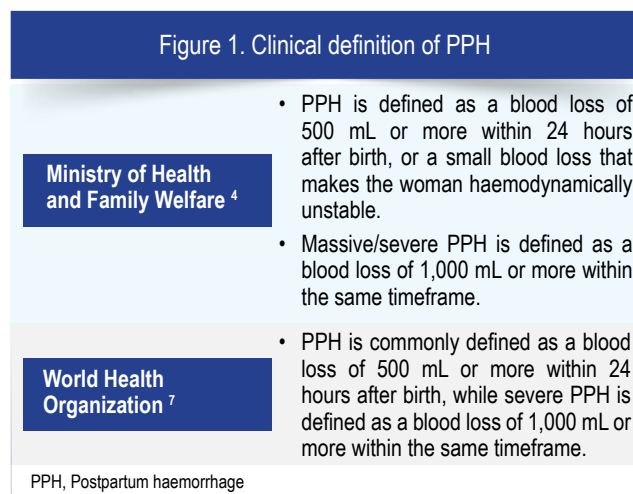 Figure 1. Clinical definition of PPH
Ministry of Health
and Family Welfare 4
• PPH is defined as a blood loss of
500 mL or more within 24 hours
after birth, or a small blood loss that
makes the woman haemodynamically
unstable.
• Massive/severe PPH is defined as a
blood loss of 1,000 mL or more within
the same timeframe.
World Health
Organization 7
• PPH is commonly defined as a blood
loss of 500 mL or more within 24
hours after birth, while severe PPH is
defined as a blood loss of 1,000 mL or
more within the same timeframe.
PPH, Postpartum haemorrhage